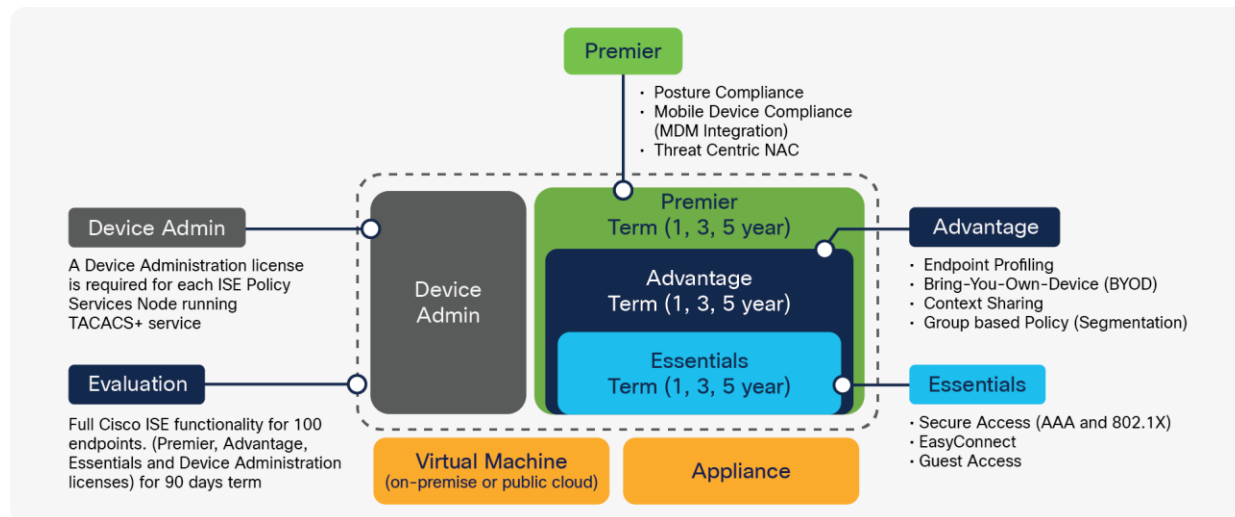 Premier
· Posture Compliance
· Mobile Device Compliance
(MDM Integration)
· Threat Centric NAC
Device Admin
A Device Administration license
is required for each ISE Policy
Services Node running
TACACS+ service
Evaluation
Full Cisco ISE functionality for 100
endpoints. (Premier, Advantage,
Essentials and Device Administration
licenses) for 90 days term
Device
Admin
Premier
Term (1, 3, 5 year)
Advantage
Term (1, 3, 5 year)
Essentials
Term (1, 3, 5 year)
Advantage
· Endpoint Profiling
· Bring-You-Own-Device (BYOD)
· Context Sharing
· Group based Policy (Segmentation)
Essentials
· Secure Access (AAA and 802.1X)
· EasyConnect
· Guest Access
Virtual Machine
(on-premise or public cloud)
Appliance